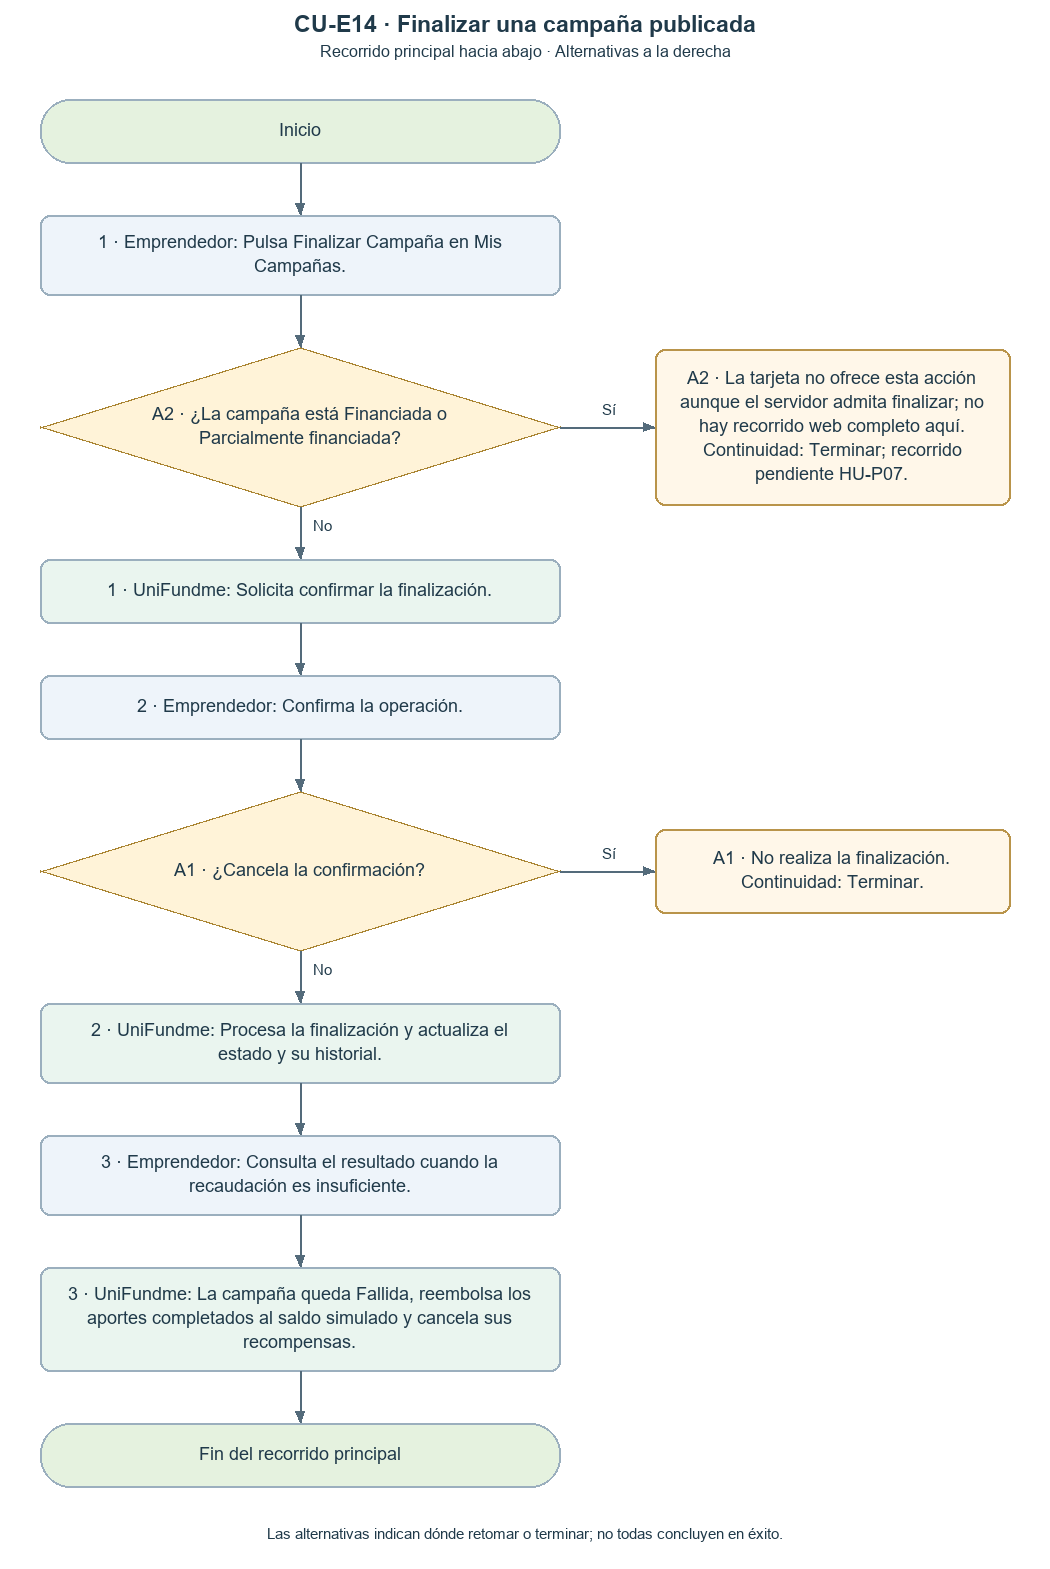 CU-E14 · Finalizar una campaña publicada
Recorrido principal hacia abajo · Alternativas a la derecha
Inicio
1 · Emprendedor: Pulsa Finalizar Campaña en Mis
Campañas.
A2 · ¿La campaña está Financiada o
Parcialmente financiada?
Sí
A2 · La tarjeta no ofrece esta acción
aunque el servidor admita finalizar; no
hay recorrido web completo aquí.
Continuidad: Terminar; recorrido
pendiente HU-P07.
No
1 · UniFundme: Solicita confirmar la finalización.
2 · Emprendedor: Confirma la operación.
A1 · ¿Cancela la confirmación?
Sí
A1 · No realiza la finalización.
Continuidad: Terminar.
No
2 · UniFundme: Procesa la finalización y actualiza el
estado y su historial.
3 · Emprendedor: Consulta el resultado cuando la
recaudación es insuficiente.
3 · UniFundme: La campaña queda Fallida, reembolsa los
aportes completados al saldo simulado y cancela sus
recompensas.
Fin del recorrido principal
Las alternativas indican dónde retomar o terminar; no todas concluyen en éxito.